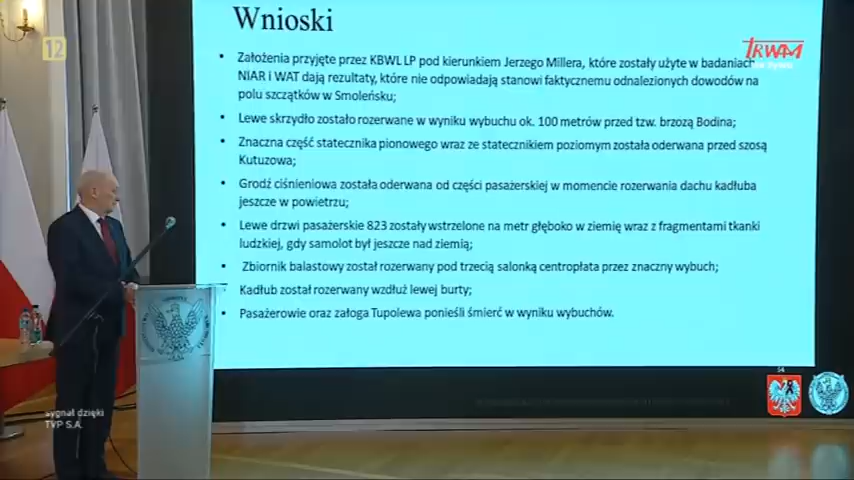 Wnioski
12
TRWAM
• Założenia przyjęte przez KBWL LP pod kierunkiem Jerzego Millera, które zostały użyte w badaniach
NIAR i WAT dają rezultaty, które nie odpowiadają stanowi faktycznemu odnalezionych dowodów na
polu szczątków w Smoleńsku;
• Lewe skrzydło zostało rozerwane w wyniku wybuchu ok. 100 metrów przed tzw. brzozą Bodina;
• Znaczna część statecznika pionowego wraz ze statecznikiem poziomym została oderwana przed szosą
Kutuzowa;
• Grodź ciśnieniowa została oderwana od części pasażerskiej w momencie rozerwania dachu kadłuba
jeszcze w powietrzu;
• Lewe drzwi pasażerskie 823 zostały wstrzelone na metr głęboko w ziemię wraz z fragmentami tkanki
ludzkiej, gdy samolot był jeszcze nad ziemią;
• Zbiornik balastowy został rozerwany pod trzecią salonką centropłata przez znaczny wybuch;
• Kadłub został rozerwany wzdłuż lewej burty;
• Pasażerowie oraz załoga Tupolewa ponieśli śmierć w wyniku wybuchów.
54
sygnał dzięki
TVP S.A.